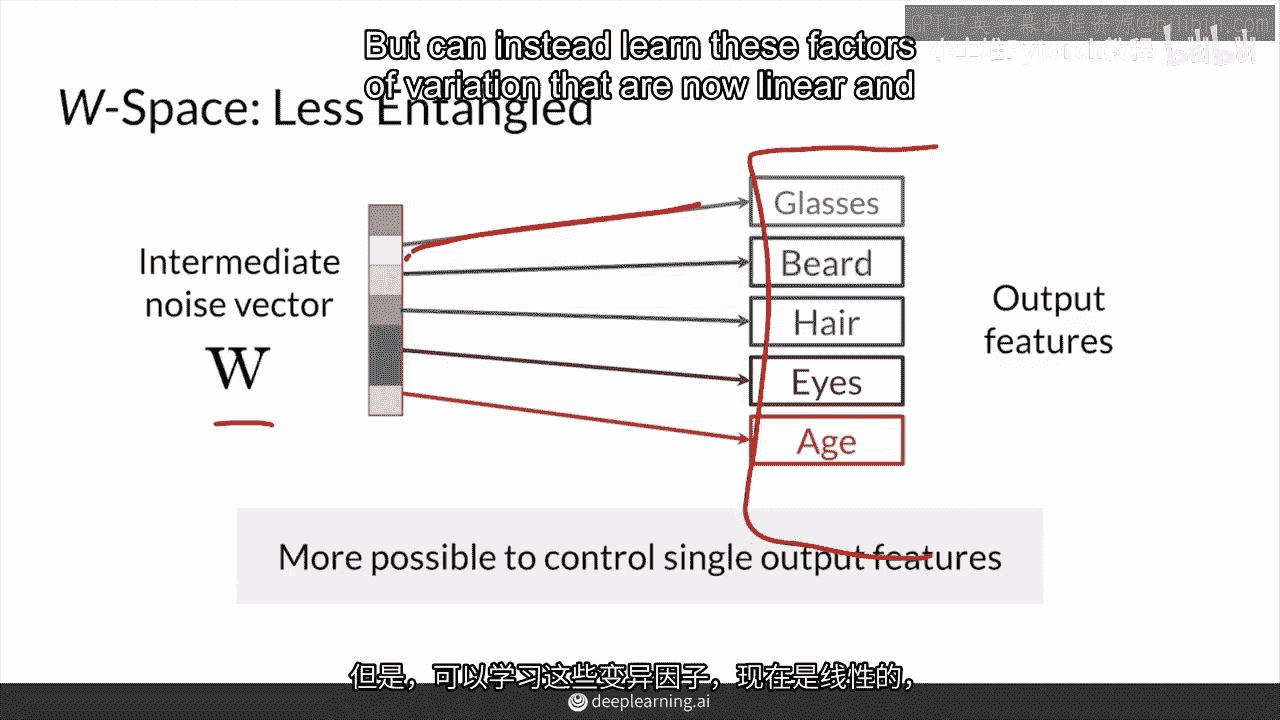 GPT中英字幕课程资源@bilibili.com
But can instead learn these factors
of variation that are now linear and
W-Space: Less Entangled
Glasses
Intermediate
noise vector
W
Beard
Hair
Eyes
Age
Output
features
More possible to control single output features
但是，可以学习这些变异因子，现在是线性的，
deeplearning.ai